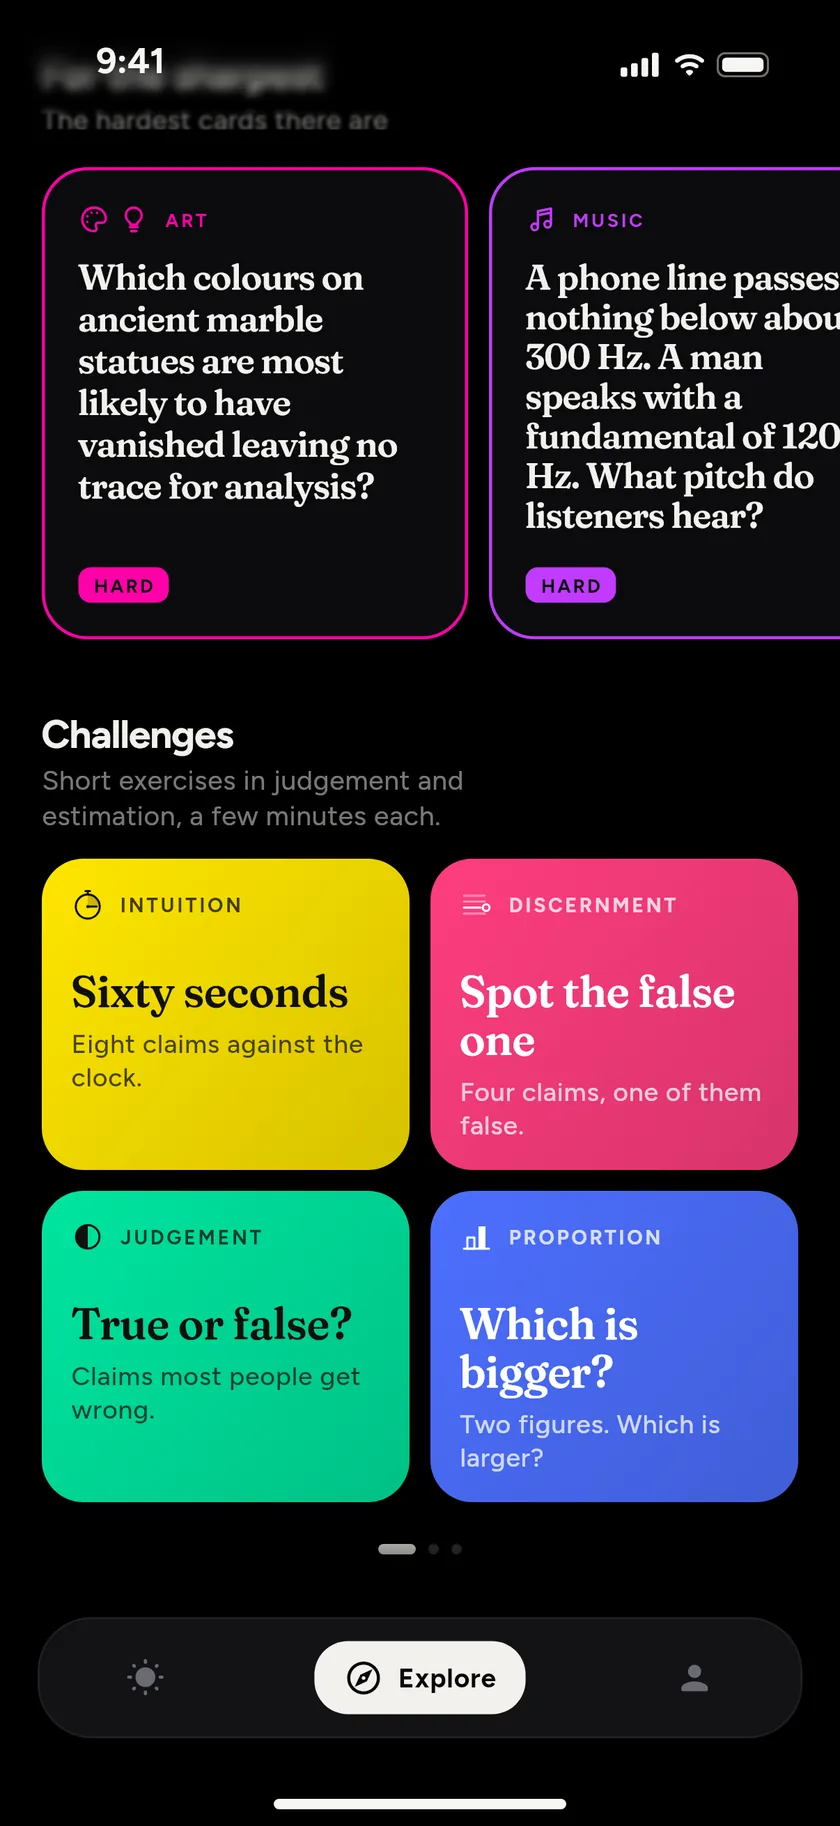 9:41
For the sharpest
The hardest cards there are
ART
Which colours on
ancient marble
statues are most
likely to have
vanished leaving no
trace for analysis?
HARD
MUSIC
A phone line passes
nothing below abou
300 Hz. A man
speaks with a
fundamental of 120
Hz. What pitch do
listeners hear?
HARD
Challenges
Short exercises in judgement and
estimation, a few minutes each.
INTUITION
Sixty seconds
Eight claims against the
clock.
DISCERNMENT
Spot the false
one
Four claims, one of them
false.
JUDGEMENT
True or false?
Claims most people get
wrong.
PROPORTION
Which is
bigger?
Two figures. Which is
larger?
Explore